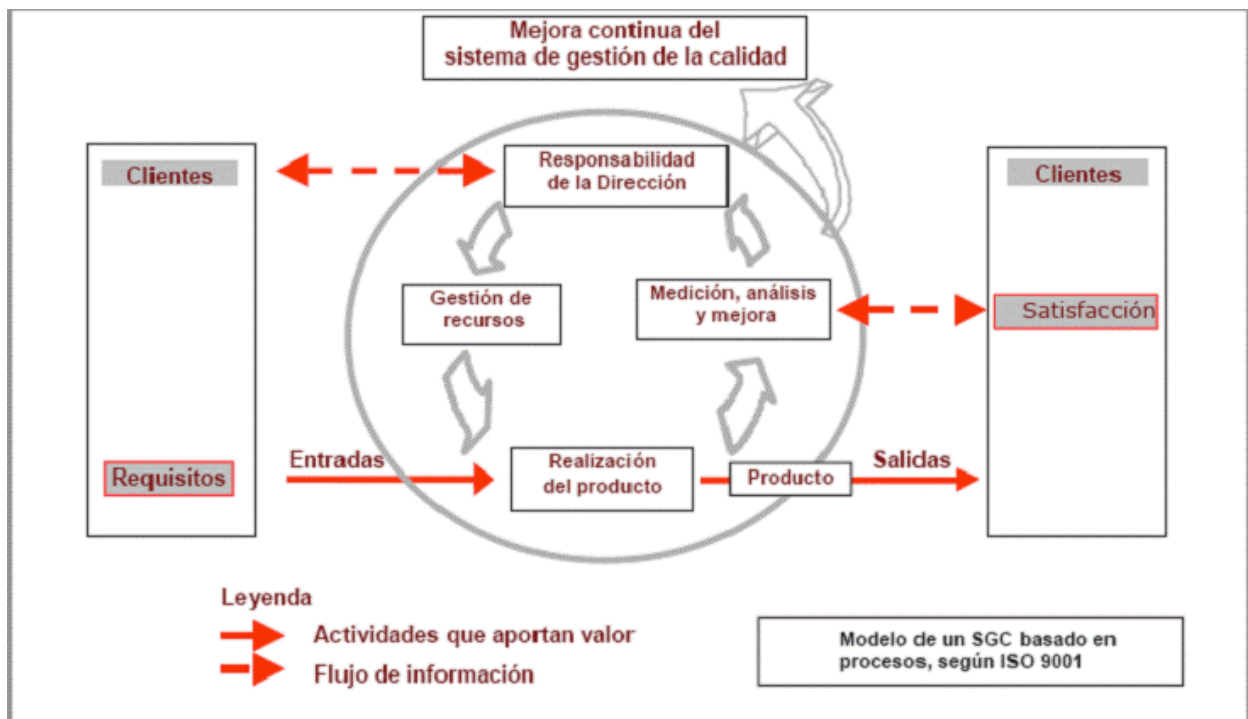 Mejora continua del
sistema de gestión de la calidad
Clientes
Responsabilidad
de la Dirección
Clientes
Gestión de
recursos
Medición, análisis
y mejora
Satisfacción
Requisitos
Entradas
Realización
del producto
Producto
Salidas
Leyenda
Actividades que aportan valor
Flujo de información
Modelo de un SGC basado en
procesos, según ISO 9001